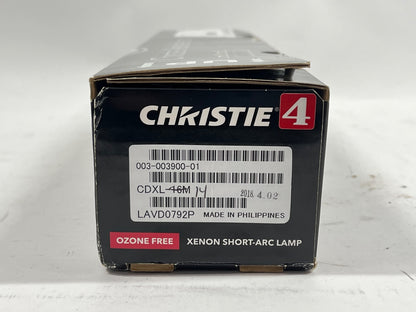 CHRISTIE 4
003-003900-01
CDXL-16M 14 2018.4.02
LAVD0792P MADE IN PHILIPPINES
OZONE FREE XENON SHORT-ARC LAMP